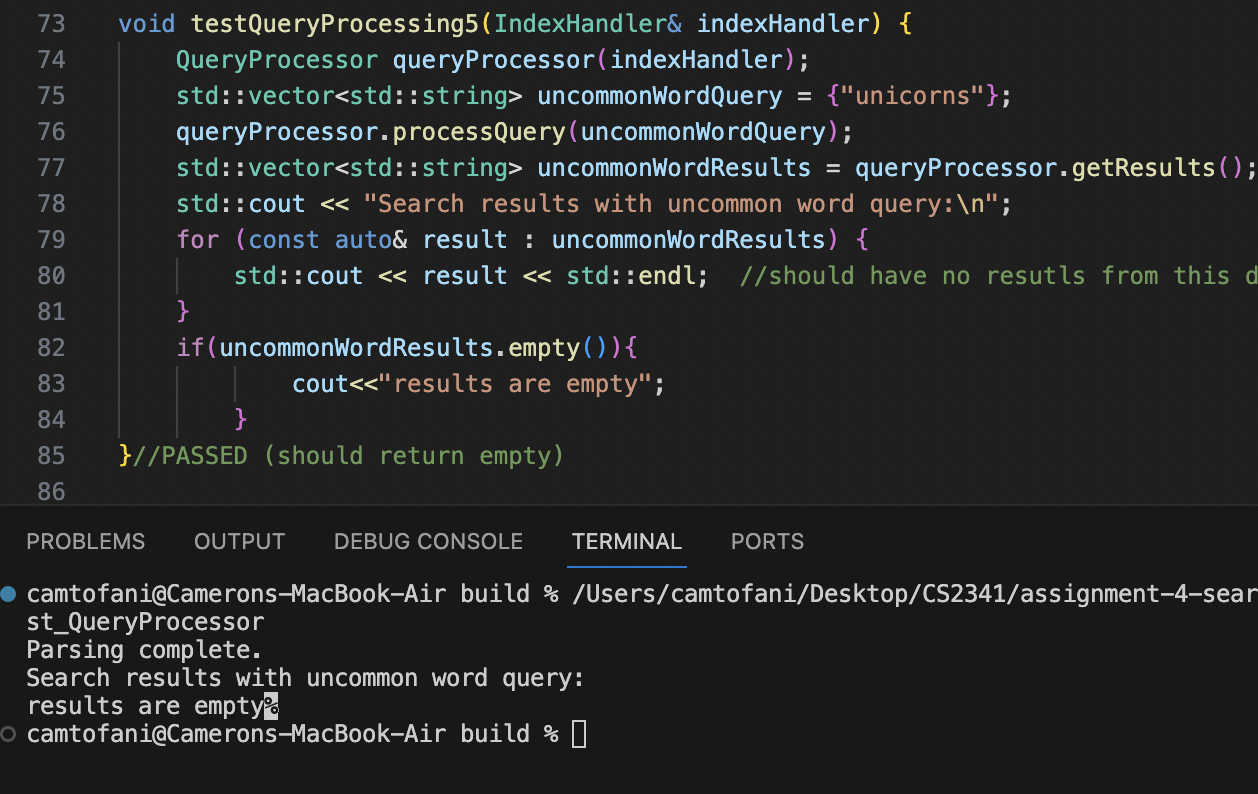 73 void testQueryProcessing5(IndexHandler& indexHandler) {
74 QueryProcessor queryProcessor(indexHandler);
75 std::vector<std::string> uncommonWordQuery = {"unicorns"};
76 queryProcessor.processQuery(uncommonWordQuery);
77 std::vector<std::string> uncommonWordResults = queryProcessor.getResults();
78 std::cout << "Search results with uncommon word query:\n";
79 for (const auto& result : uncommonWordResults) {
80 std::cout << result << std::endl; //should have no resutls from this d
81 }
82 if(uncommonWordResults.empty()){
83 cout<<"results are empty";
84 }
85 }//PASSED (should return empty)
86
PROBLEMS OUTPUT DEBUG CONSOLE TERMINAL PORTS
camtofani@Camerons-MacBook-Air build % /Users/camtofani/Desktop/CS2341/assignment-4-sear
st_QueryProcessor
Parsing complete.
Search results with uncommon word query:
results are empty%
camtofani@Camerons-MacBook-Air build %